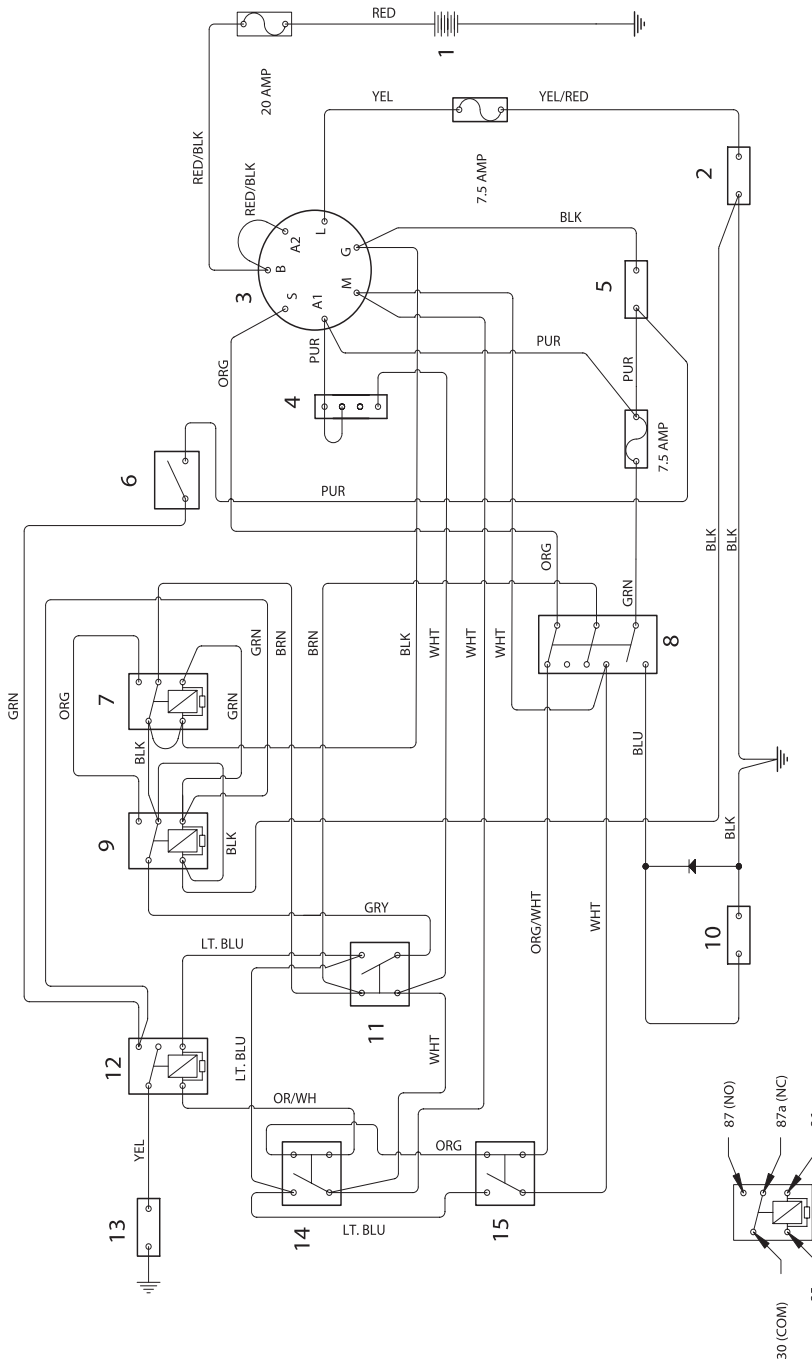 RED
1
20 AMP
RED/BLK
YEL
YEL/RED
7.5 AMP
2
RED/BLK
B
A2
L
S
G
A1
M
3
BLK
5
ORG
PUR
PUR
PUR
4
7.5 AMP
6
PUR
BLK
BLK
ORG
GRN
8
GRN
ORG
7
GRN
GRN
BRN
BRN
BLK
WHT
WHT
WHT
BLK
9
BLK
BLU
BLK
GRY
LT. BLU
ORG/WHT
WHT
10
11
12
LT. BLU
WHT
OR/WH
YEL
ORG
13
14
15
LT. BLU
87 (NO)
87a (NC)
30 (COM)